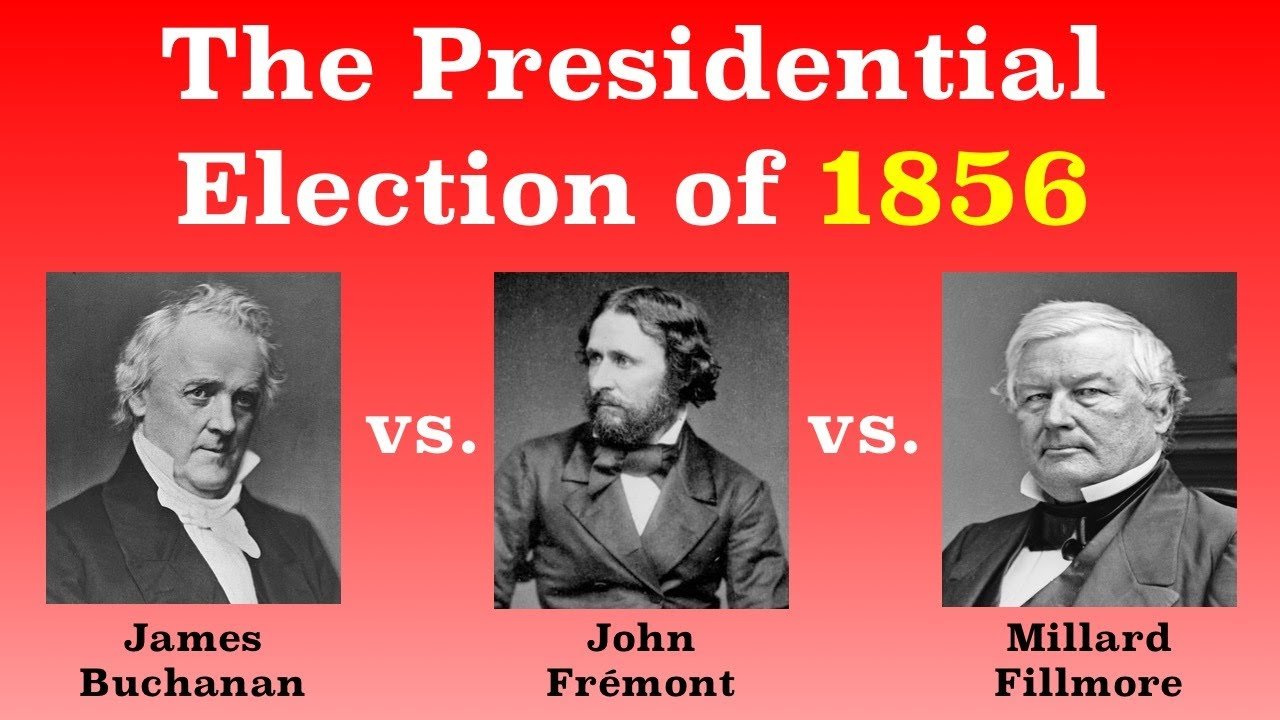 The Presidential
Election of 1856
vs.
vs.
James
Buchanan
John
Frémont
Millard
Fillmore